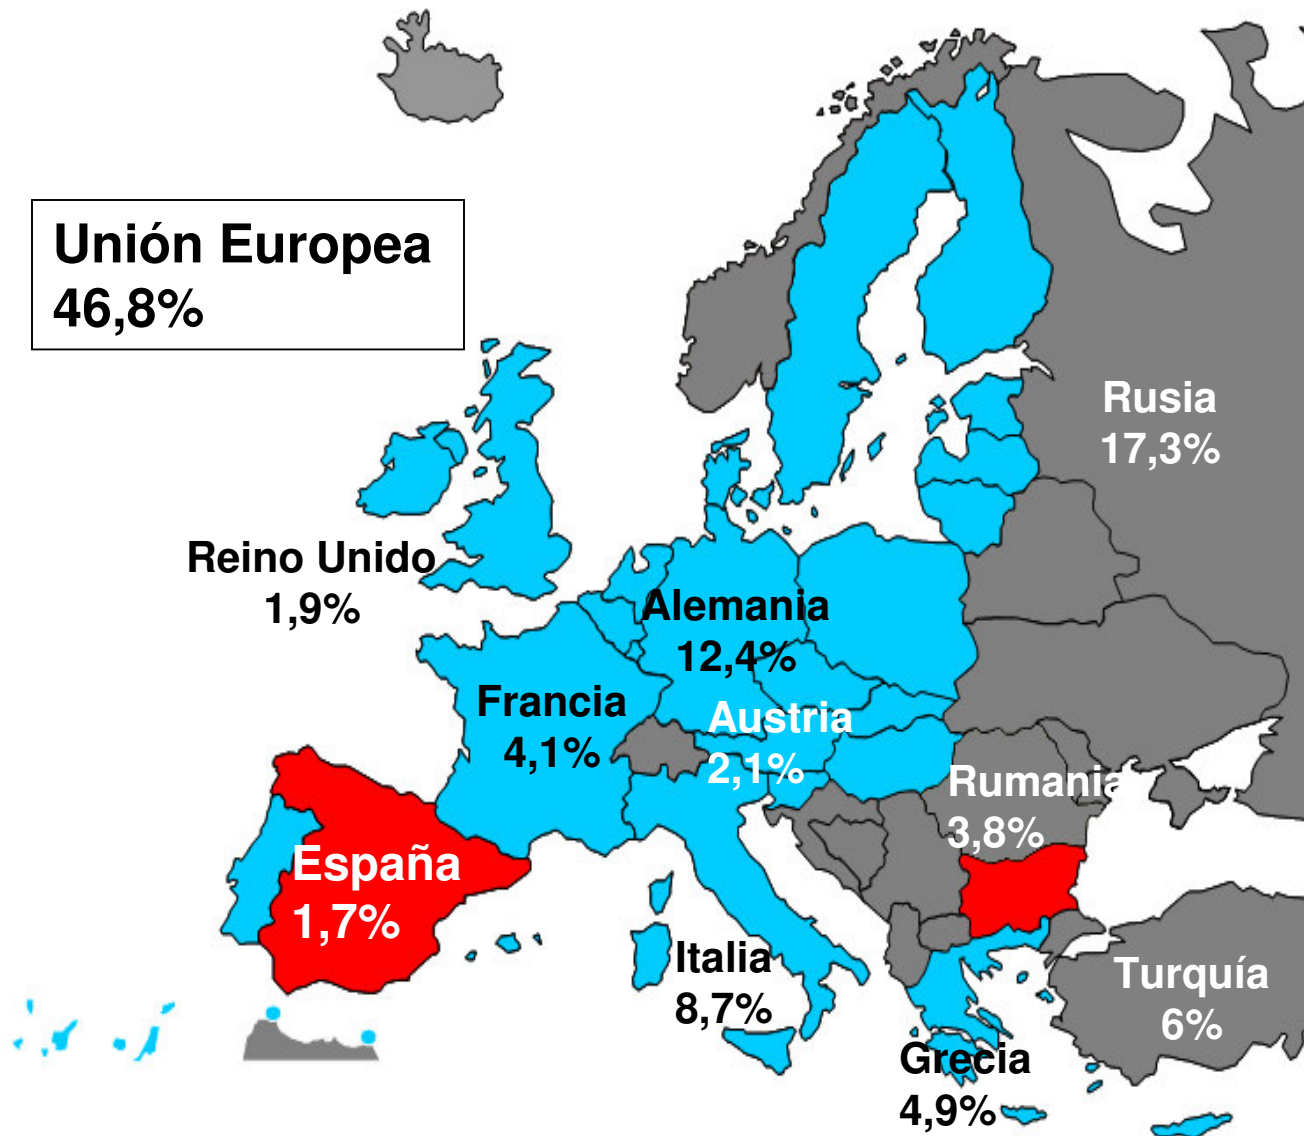 Unión Europea
46,8%
Rusia
17,3%
Reino Unido
1,9%
Alemania
12,4%
Francia
4,1%
Austria
2,1%
Rumania
3,8%
España
1,7%
Italia
8,7%
Turquía
6%
Grecia
4,9%